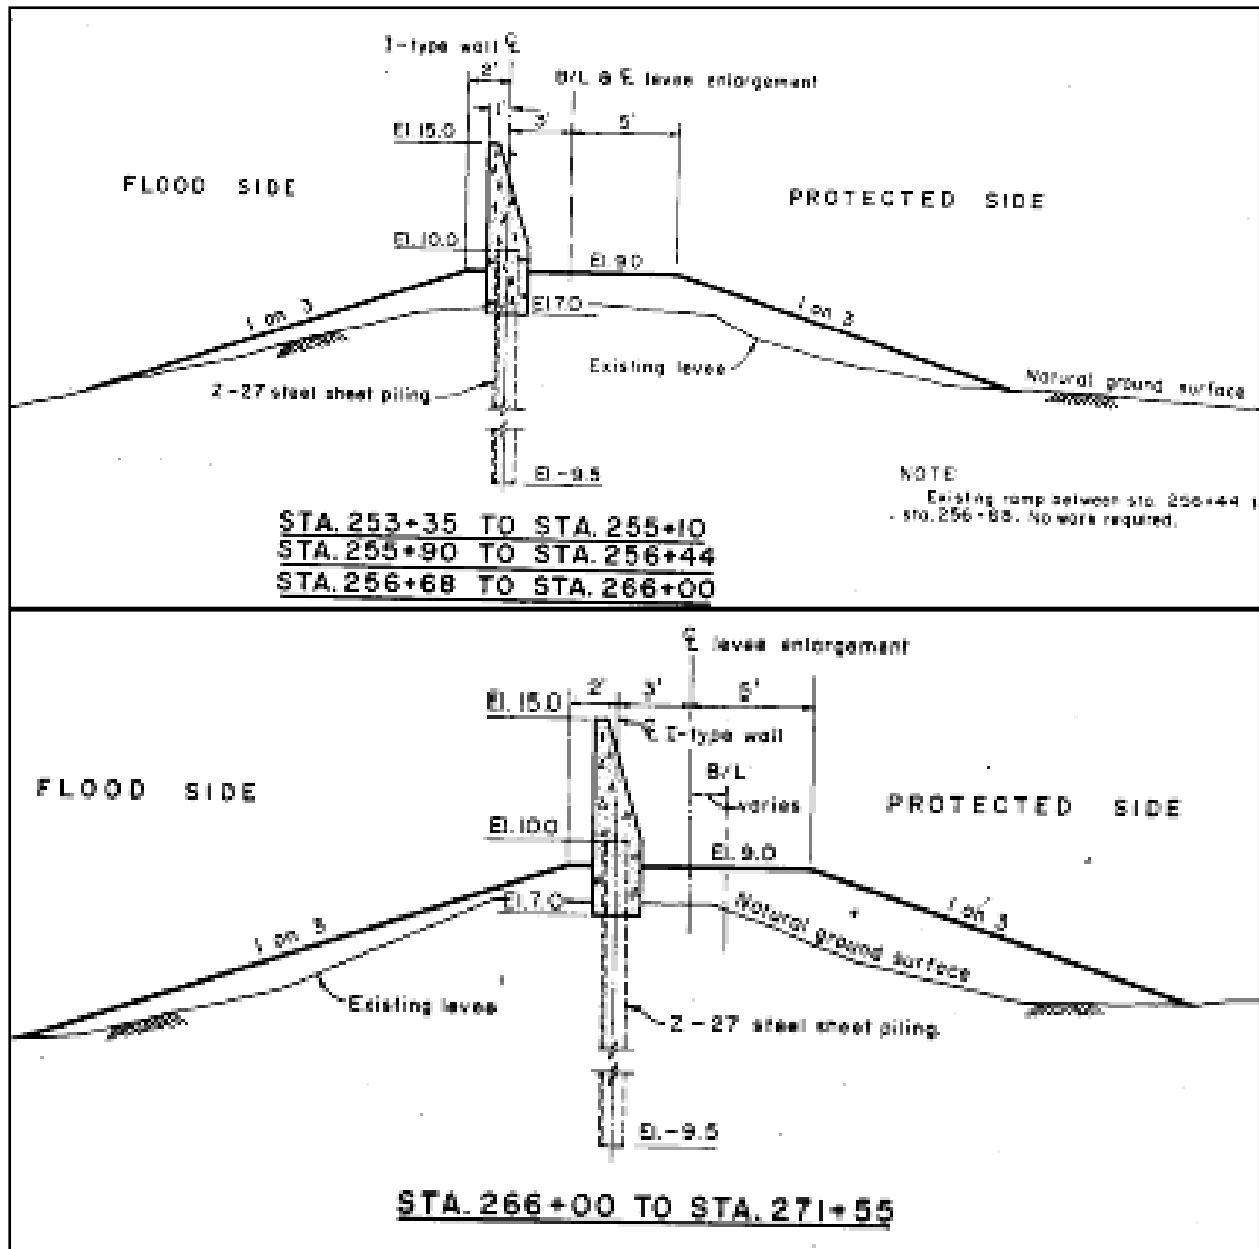 I-type wall ℄
B/L & ℄ levee enlargement
2'
1'
3'
5'
El.15.0
FLOOD SIDE
PROTECTED SIDE
El.10.0
El.9.0
1 on 3
El.7.0
1 on 3
Existing levee
Natural ground surface
Z-27 steel sheet piling
El.-9.5
NOTE
Existing ramp between sta. 256+44
sta. 256+68. No work required.
STA. 253+35 TO STA. 255+10
STA. 255+90 TO STA. 256+44
STA. 256+68 TO STA. 266+00
℄ levee enlargement
2'
3'
5'
El.15.0
℄ I-type wall
B/L
varies
FLOOD SIDE
PROTECTED SIDE
El.10.0
El.9.0
El.7.0
Natural ground surface
1 on 3
1 on 3
Existing levee
Z-27 steel sheet piling
El.-9.5
STA. 266+00 TO STA. 271+55